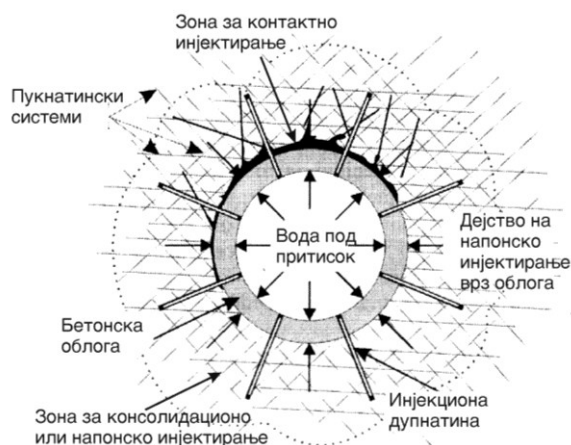 Зона за контактно
инјектирање
Пукнатински
системи
Вода под
притисок
Дејство на
напонско
инјектирање
врз облога
Бетонска
облога
Инјекциона
дупнатина
Зона за консолидационо
или напонско инјектирање